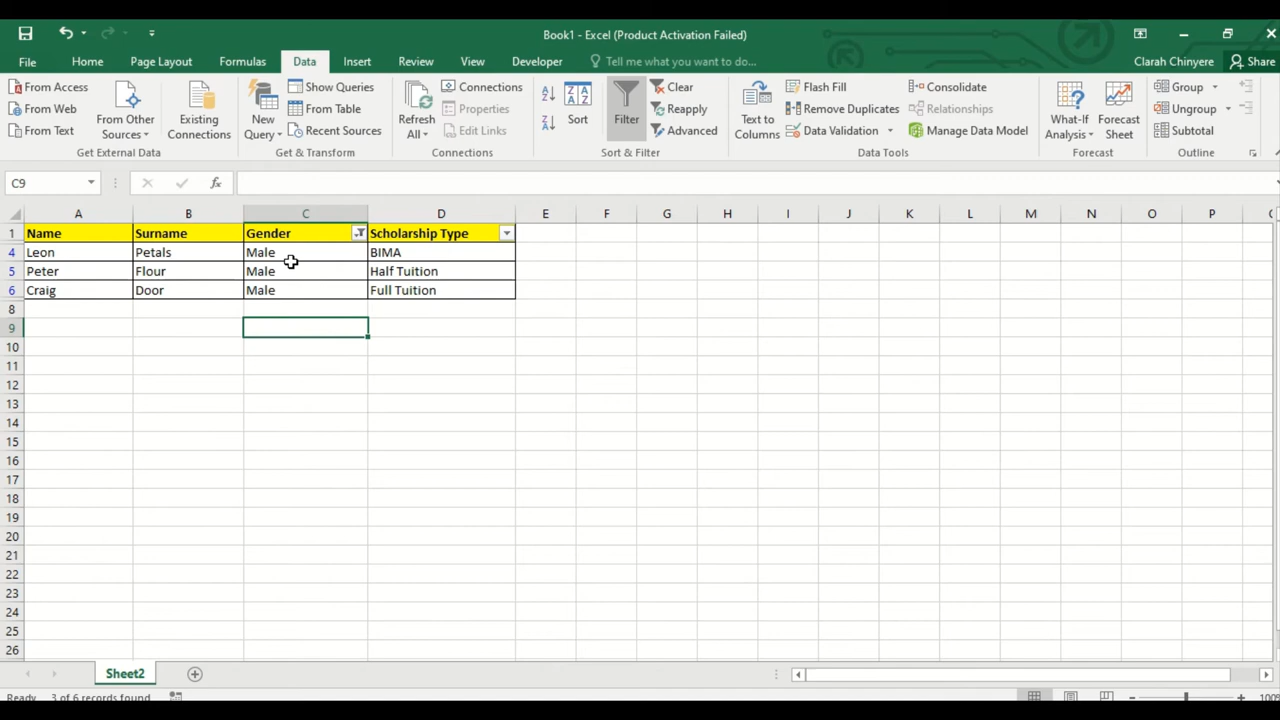 Book1 - Excel (Product Activation Failed)
File Home Page Layout Formulas Data Insert Review View Developer Tell me what you want to do... Clarah Chinyere Share
From Access
From Web
From Text
From Other Sources
Existing Connections
Get External Data
New Query
Show Queries
From Table
Recent Sources
Get & Transform
Refresh All
Connections
Properties
Edit Links
Connections
Sort
Filter
Clear
Reapply
Advanced
Sort & Filter
Text to Columns
Flash Fill
Remove Duplicates
Data Validation
Consolidate
Relationships
Manage Data Model
Data Tools
What-If Analysis
Forecast Sheet
Forecast
Group
Ungroup
Subtotal
Outline
C9 fx
A B C D E F G H I J K L M N O P
1 Name Surname Gender Scholarship Type
4 Leon Petals Male BIMA
5 Peter Flour Male Half Tuition
6 Craig Door Male Full Tuition
8
9
10
11
12
13
14
15
16
17
18
19
20
21
22
23
24
25
26
Sheet2
Ready 3 of 6 records found